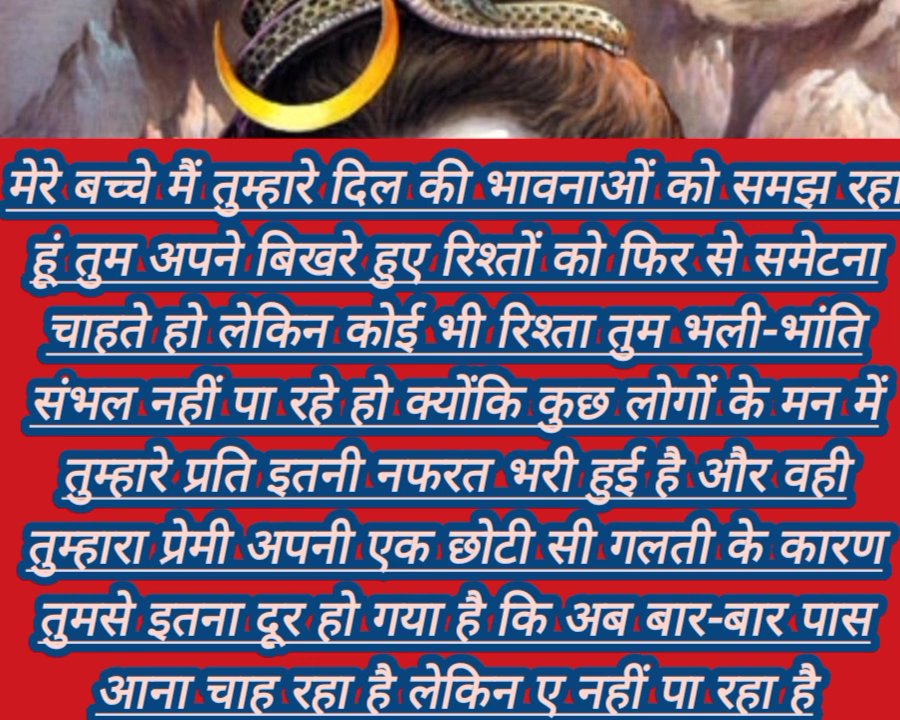 मेरे बच्चे मैं तुम्हारे दिल की भावनाओं को समझ रहा
हूं तुम अपने बिखरे हुए रिश्तों को फिर से समेटना
चाहते हो लेकिन कोई भी रिश्ता तुम भली-भांति
संभल नहीं पा रहे हो क्योंकि कुछ लोगों के मन में
तुम्हारे प्रति इतनी नफरत भरी हुई है और वही
तुम्हारा प्रेमी अपनी एक छोटी सी गलती के कारण
तुमसे इतना दूर हो गया है कि अब बार-बार पास
आना चाह रहा है लेकिन ए नहीं पा रहा है